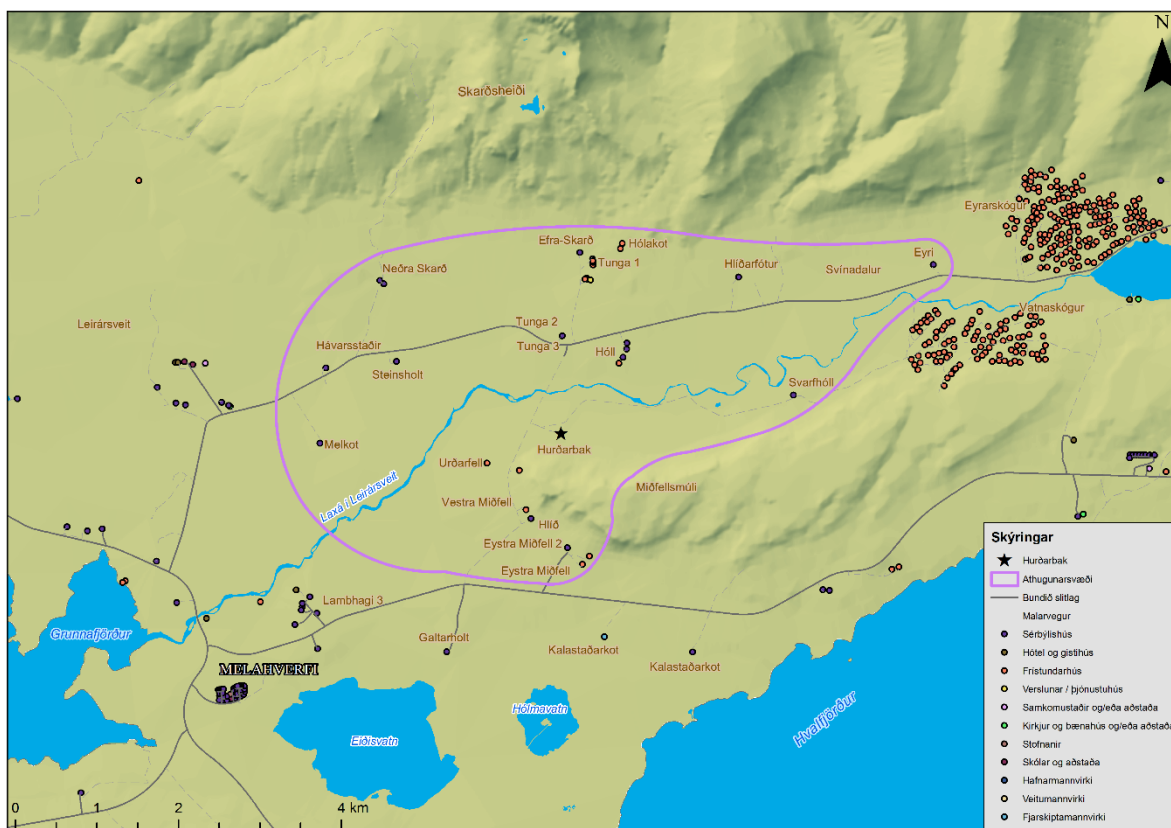 N
Skarðsheiði
Eyrarskógur
Efra-Skarð
Hólakot
Tunga 1
Eyri
Neðra Skarð
Hlíðarfótur
Svínadalur
Vatnaskógur
Leirársveit
Tunga 2
Hávarsstaðir
Tunga 3
Hóll
Steinsholt
Svarfhóll
Melkot
Hurðarbak
Urðarfell
Miðfellsmúli
Laxá í Leirársveit
Vestra Miðfell
Hlíð
Eystra Miðfell 2
Eystra Miðfell
Lambhagi 3
Grunnafjörður
Galtarholt
Kalastaðarkot
Kalastaðarkot
MELAHVERFI
Hólmavatn
Eiðisvatn
Hvalfjörður
0 1 2 4 km
Skýringar
Hurðarbak
Athugunarsvæði
Bundið slitlag
Malarvegur
Sérbýlishús
Hótel og gistihús
Frístundarhús
Verslunar / þjónustuhús
Samkomustaðir og/eða aðstaða
Kirkjur og bænahús og/eða aðstaða
Stofnanir
Skólar og aðstaða
Hafnarmannvirki
Veitumannvirki
Fjarskiptamannvirki